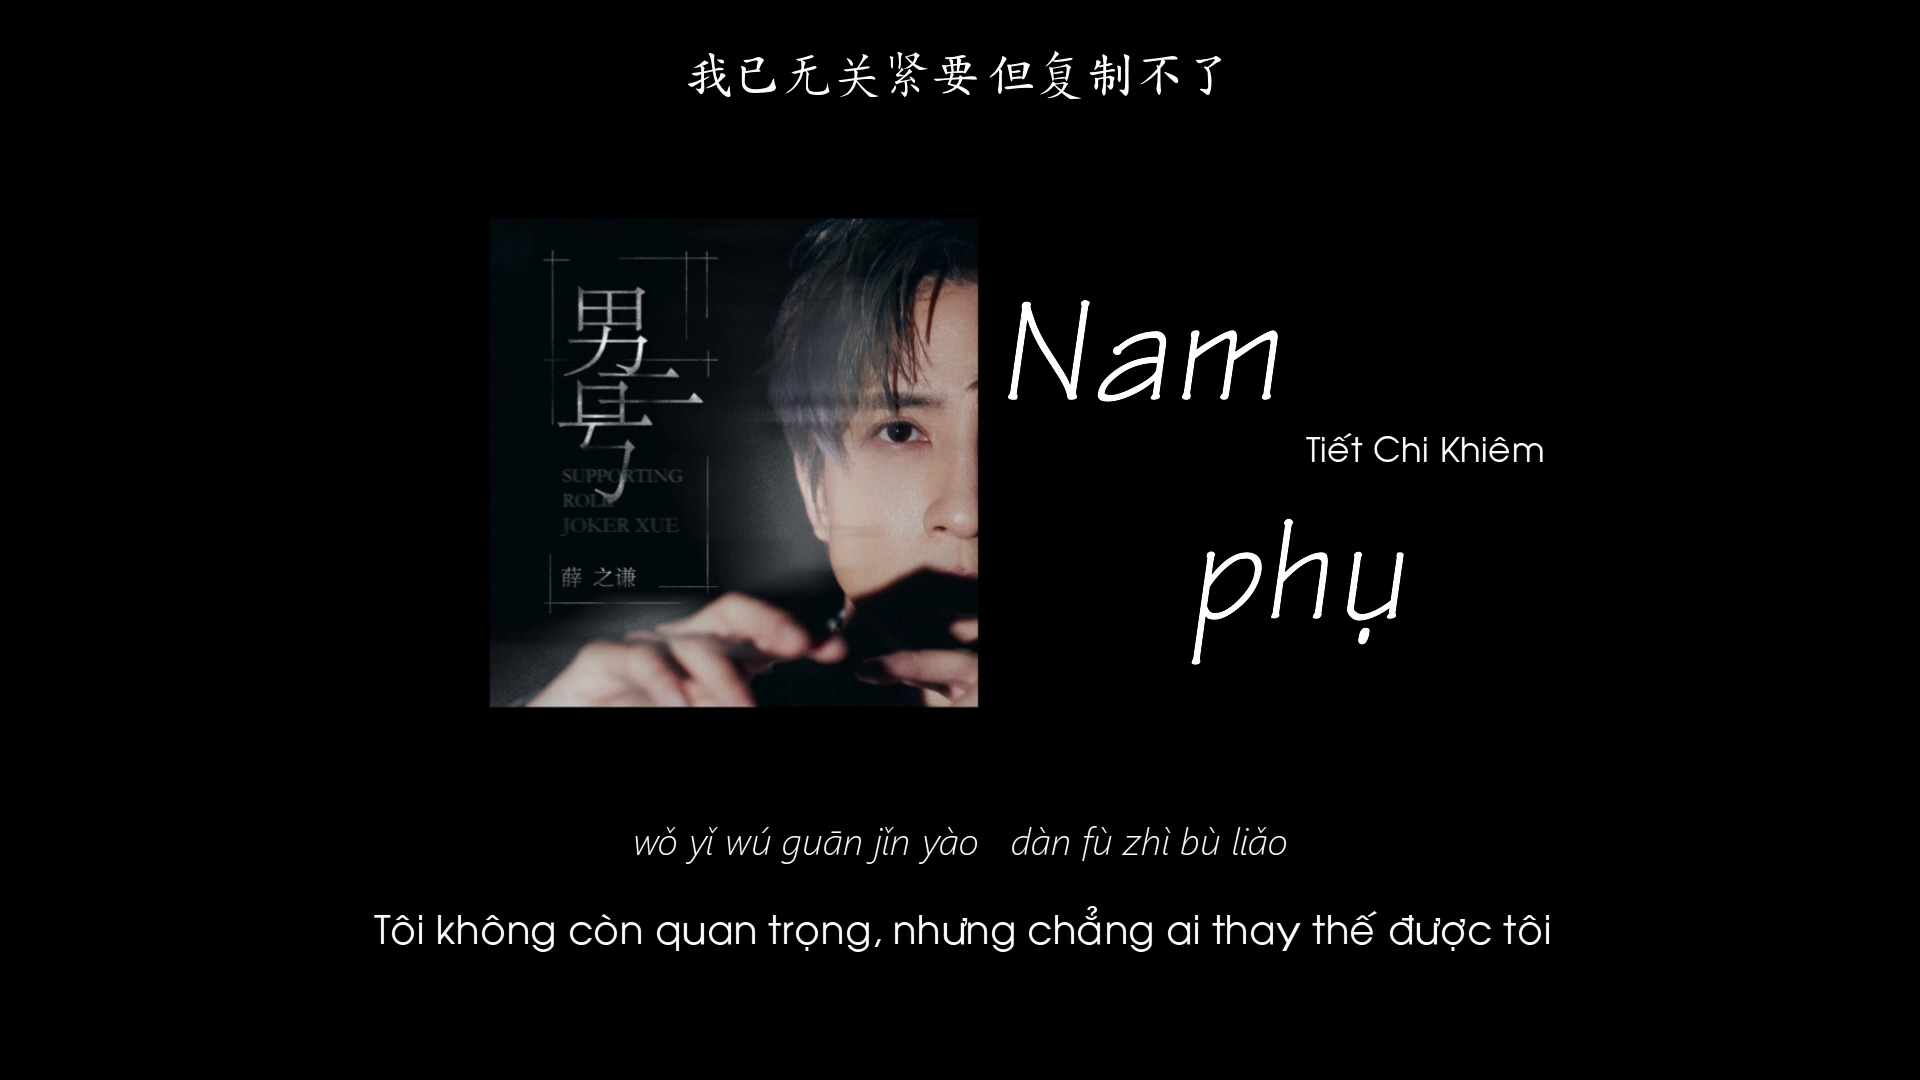 我已无关紧要 但复制不了
男二号
SUPPORTING
ROLE
JOKER XUE
薛 之谦
Nam
Tiết Chi Khiêm
phụ
wǒ yǐ wú guān jǐn yào dàn fù zhì bù liǎo
Tôi không còn quan trọng, nhưng chẳng ai thay thế được tôi